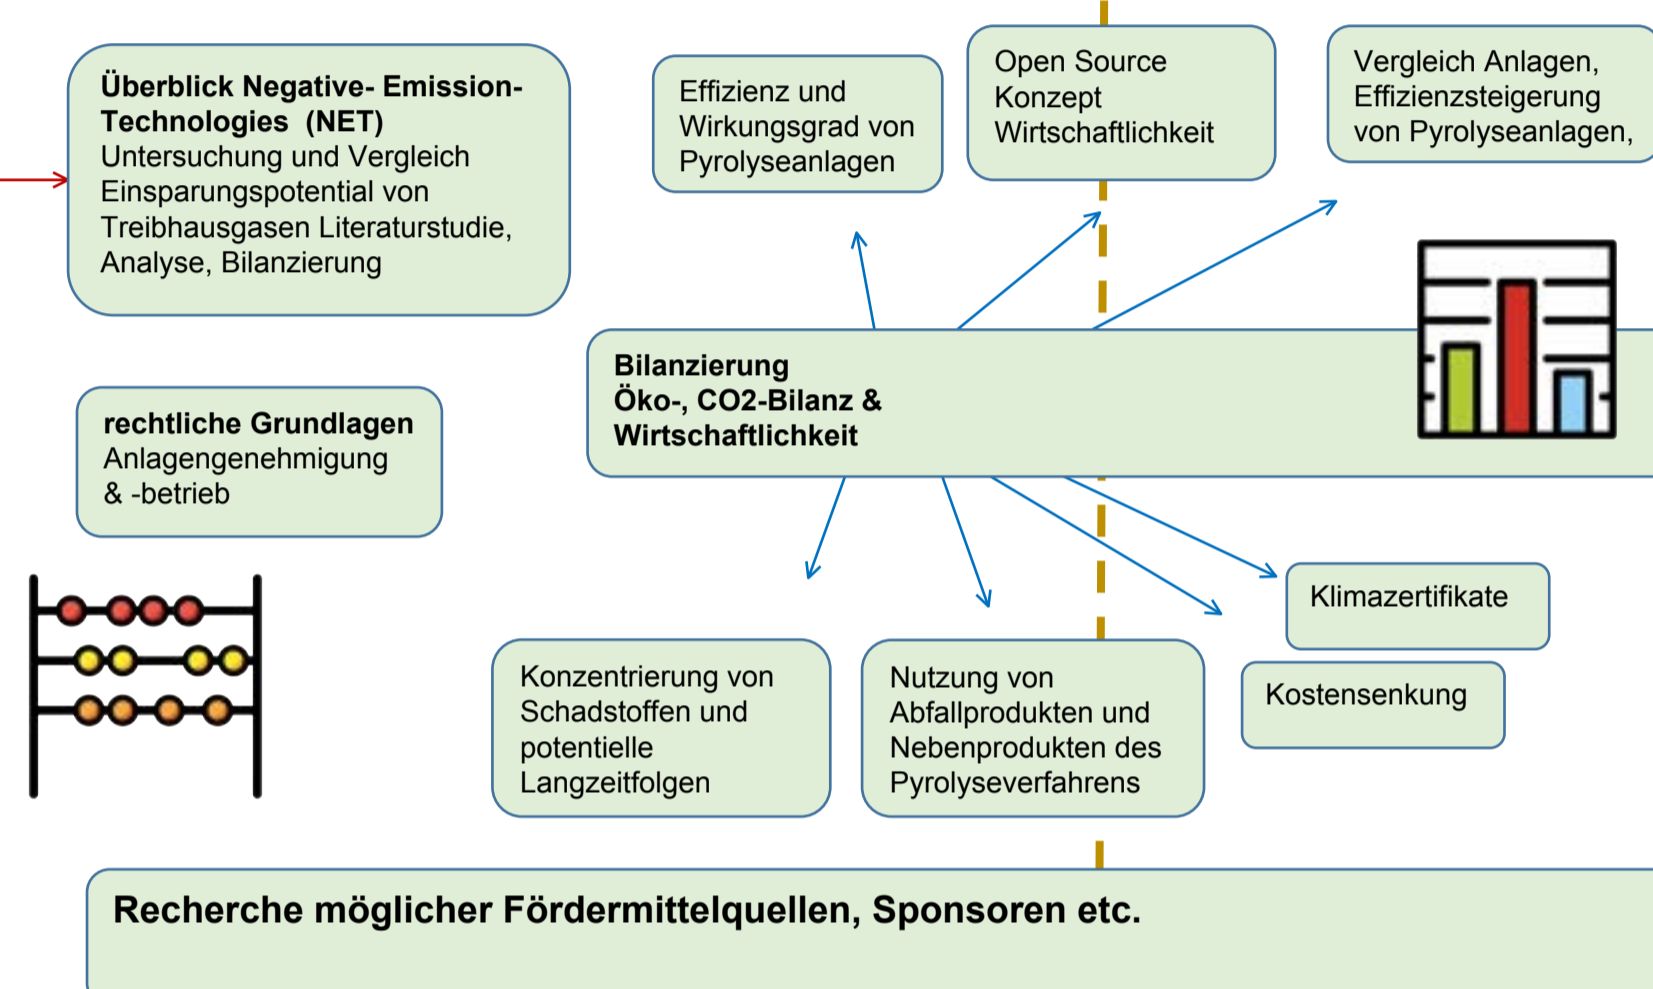 Überblick Negative- Emission-
Technologies  (NET)
Untersuchung und Vergleich
Einsparungspotential von
Treibhausgasen Literaturstudie,
Analyse, Bilanzierung
Effizienz und
Wirkungsgrad von
Pyrolyseanlagen
Open Source
Konzept
Wirtschaftlichkeit
Vergleich Anlagen,
Effizienzsteigerung
von Pyrolyseanlagen,
rechtliche Grundlagen
Anlagengenehmigung
& -betrieb
Bilanzierung
Öko-, CO2-Bilanz &
Wirtschaftlichkeit
Konzentrierung von
Schadstoffen und
potentielle
Langzeitfolgen
Nutzung von
Abfallprodukten und
Nebenprodukten des
Pyrolyseverfahrens
Klimazertifikate
Kostensenkung
Recherche möglicher Fördermittelquellen, Sponsoren etc.